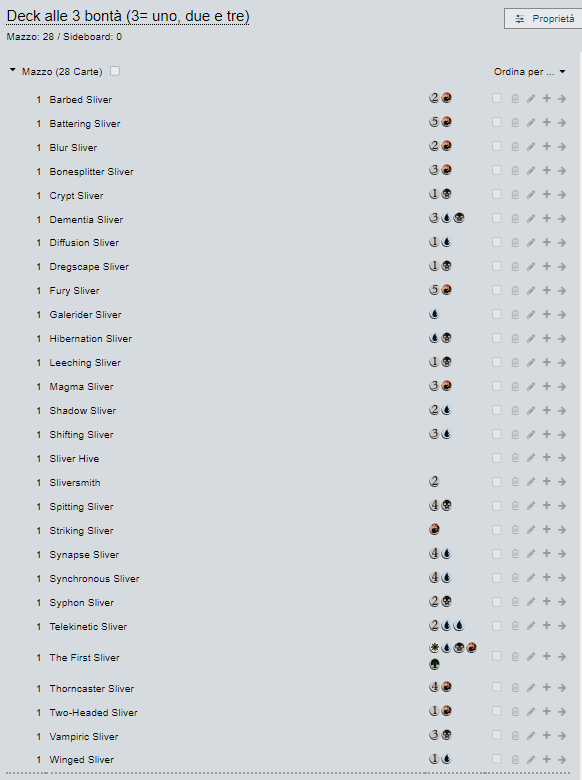 Deck alle 3 bontà (3= uno, due e tre)
Proprietà
Mazzo: 28 / Sideboard: 0
Mazzo (28 Carte)
Ordina per ...
1 Barbed Sliver 2
1 Battering Sliver 5
1 Blur Sliver 2
1 Bonesplitter Sliver 3
1 Crypt Sliver 1
1 Dementia Sliver 3
1 Diffusion Sliver 1
1 Dregscape Sliver 1
1 Fury Sliver 5
1 Galerider Sliver
1 Hibernation Sliver
1 Leeching Sliver 1
1 Magma Sliver 3
1 Shadow Sliver 2
1 Shifting Sliver 3
1 Sliver Hive
1 Sliversmith 2
1 Spitting Sliver 4
1 Striking Sliver
1 Synapse Sliver 4
1 Synchronous Sliver 4
1 Syphon Sliver 2
1 Telekinetic Sliver 2
1 The First Sliver
1 Thorncaster Sliver 4
1 Two-Headed Sliver 1
1 Vampiric Sliver 3
1 Winged Sliver 1